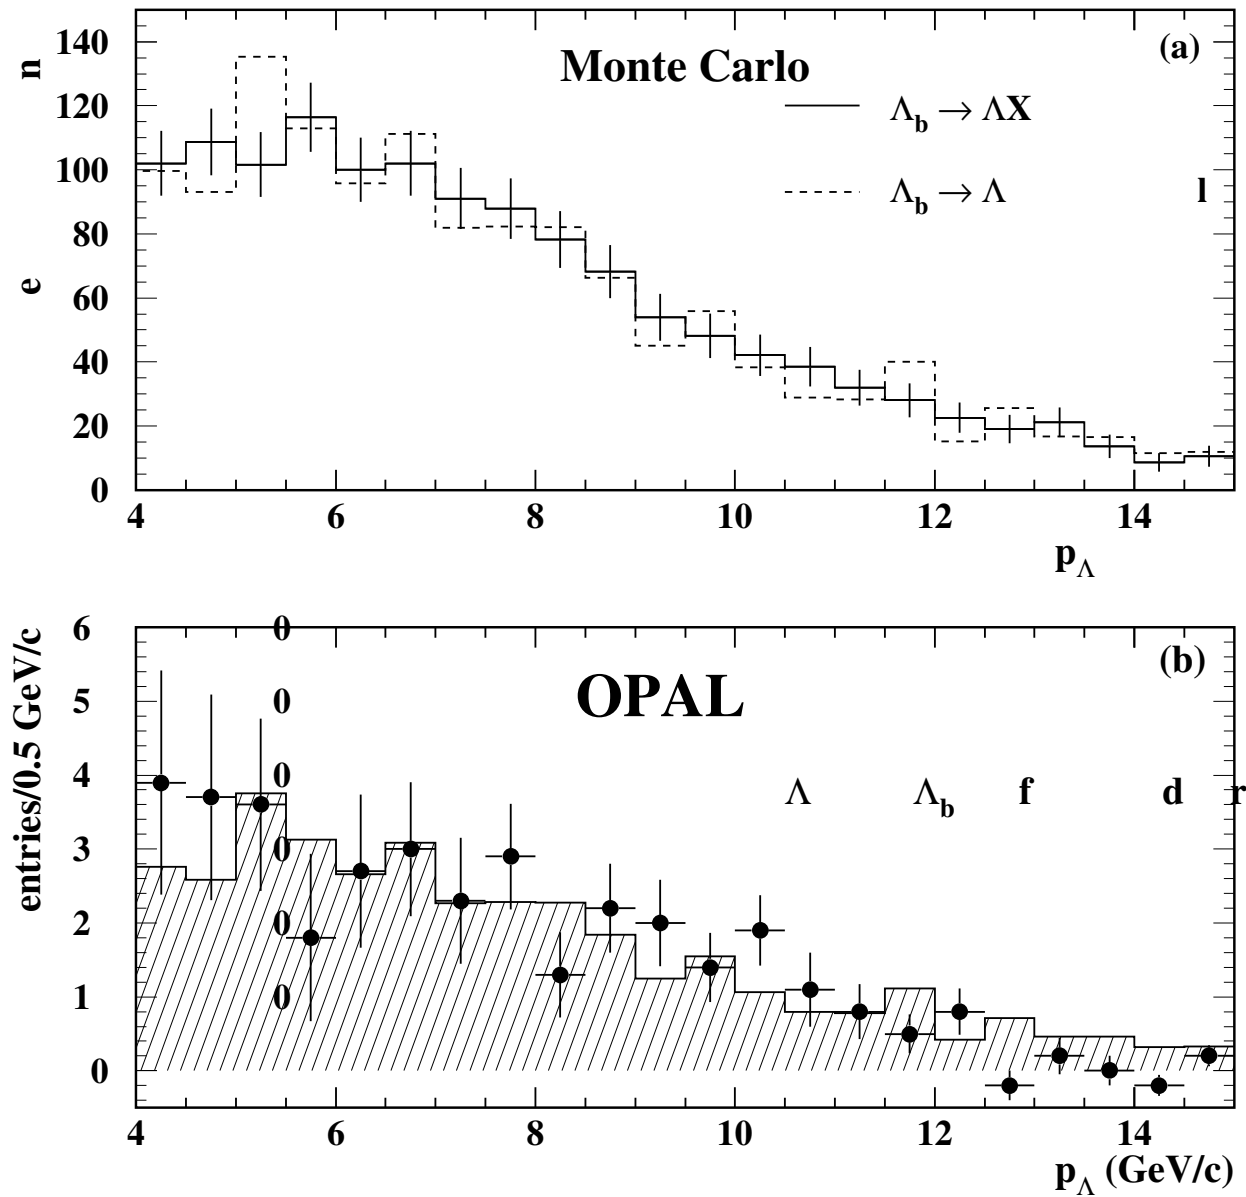 140
120
100
80
60
40
20
0
n
e
Monte Carlo
(a)
Λb → ΛX
Λb → Λ l
4 6 8 10 12 14
pΛ
entries/0.5 GeV/c
6 0
5 0
4 0
3 0
2 0
1 0
0
OPAL
(b)
Λ Λb f d r
4 6 8 10 12 14
pΛ (GeV/c)